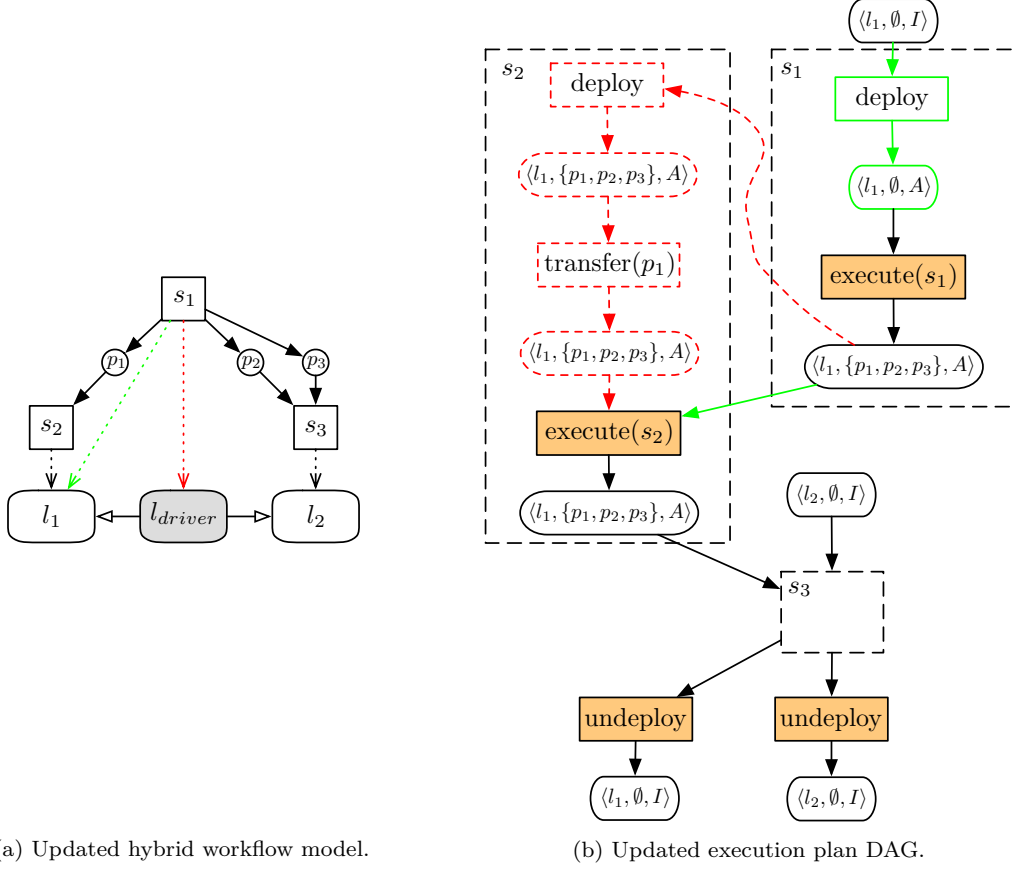 s₁
p₁
p₂
p₃
s₂
s₃
l₁
l_driver
l₂
(a) Updated hybrid workflow model.
⟨l₁, ∅, I⟩
s₂
deploy
⟨l₁, {p₁, p₂, p₃}, A⟩
transfer(p₁)
⟨l₁, {p₁, p₂, p₃}, A⟩
execute(s₂)
⟨l₁, {p₁, p₂, p₃}, A⟩
s₁
deploy
⟨l₁, ∅, A⟩
execute(s₁)
⟨l₁, {p₁, p₂, p₃}, A⟩
⟨l₂, ∅, I⟩
s₃
undeploy
undeploy
⟨l₁, ∅, I⟩
⟨l₂, ∅, I⟩
(b) Updated execution plan DAG.